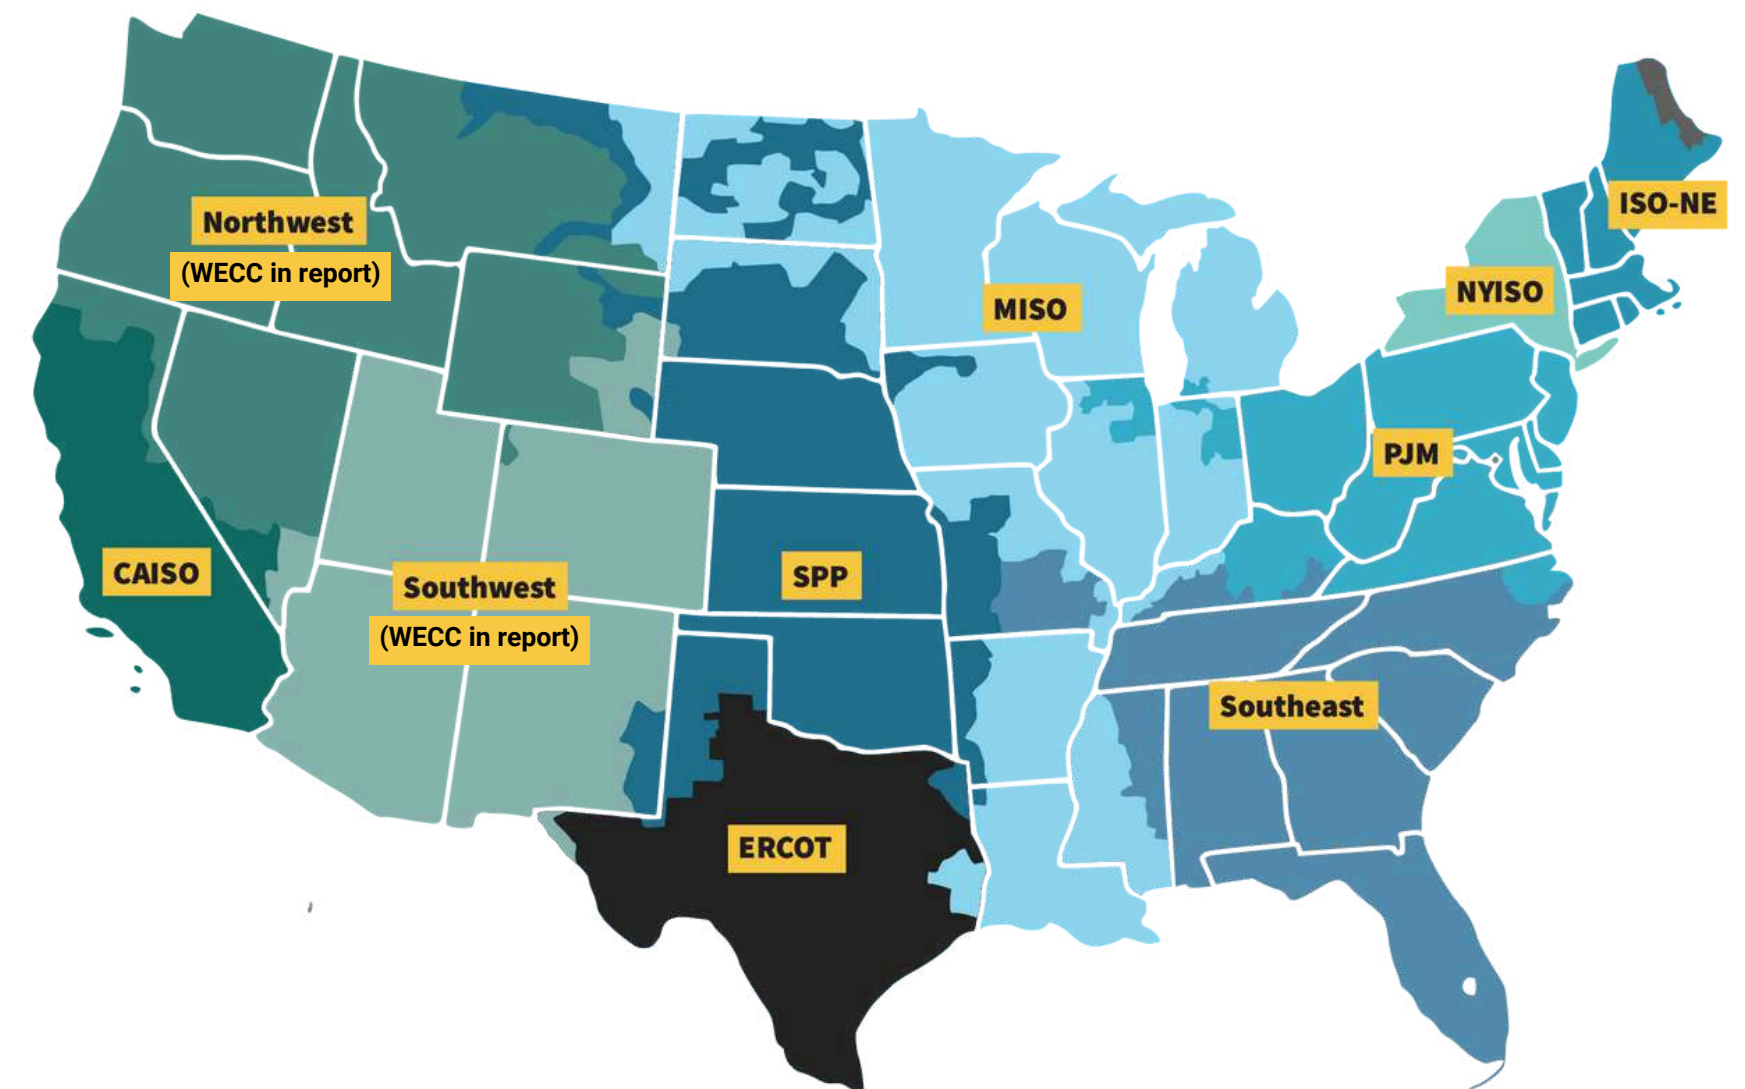 Northwest
(WECC in report)
ISO-NE
NYISO
MISO
PJM
CAISO
Southwest
(WECC in report)
SPP
Southeast
ERCOT